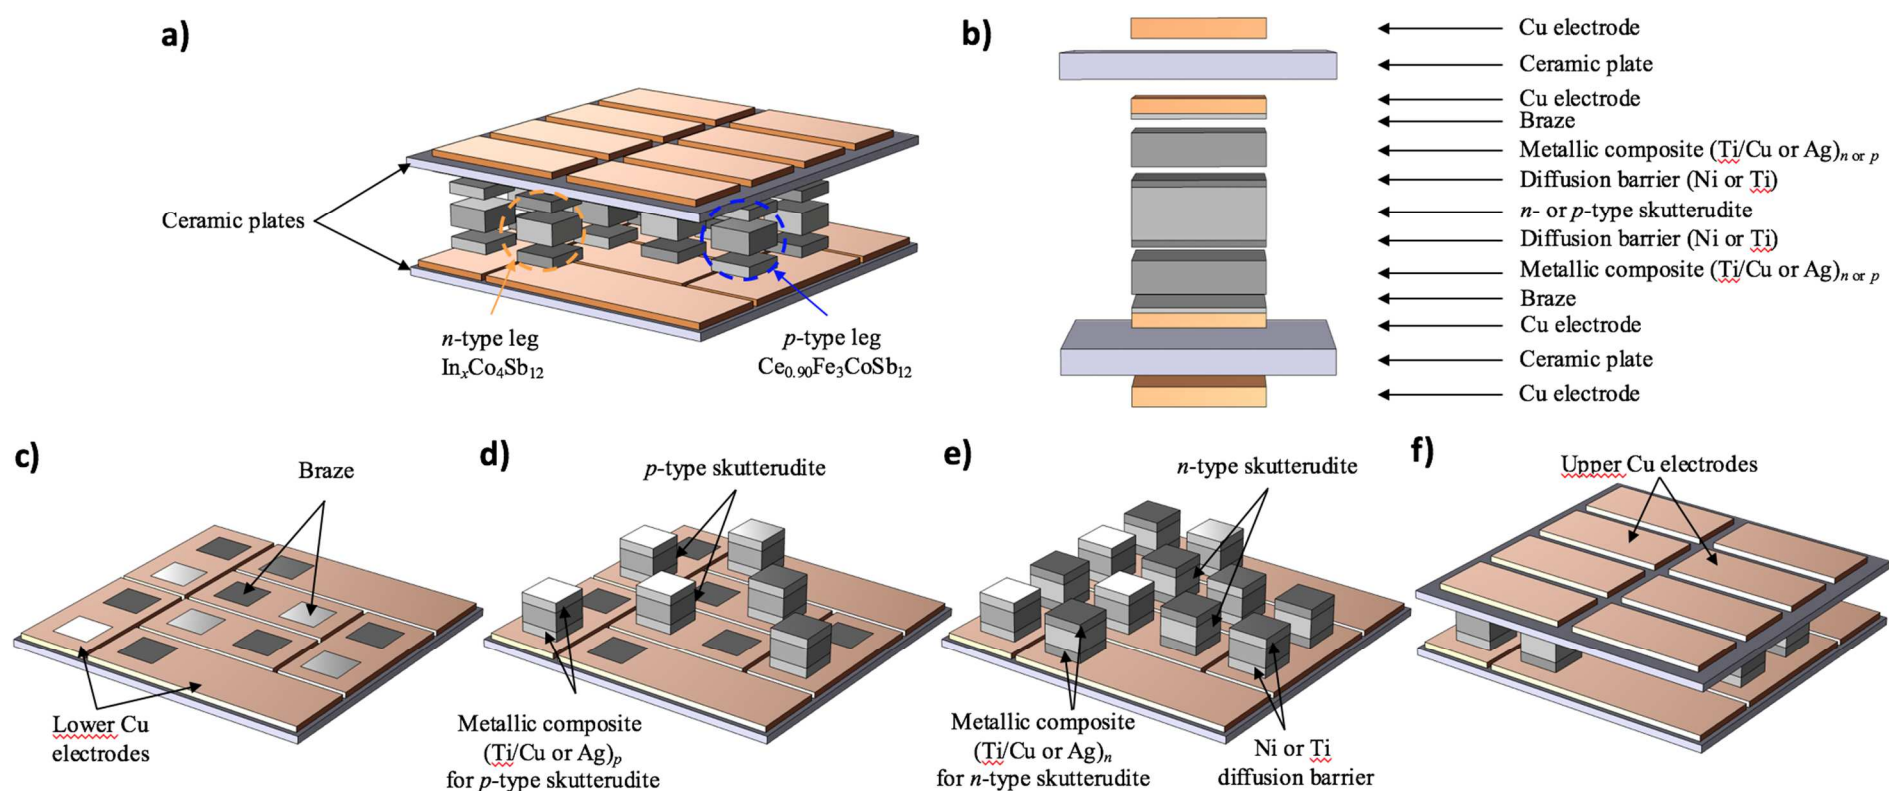 a)
Ceramic plates
n-type leg
InₓCo₄Sb₁₂
p-type leg
Ce₀.₉₀Fe₃CoSb₁₂
b)
Cu electrode
Ceramic plate
Cu electrode
Braze
Metallic composite (Ti/Cu or Ag)n or p
Diffusion barrier (Ni or Ti)
n- or p-type skutterudite
Diffusion barrier (Ni or Ti)
Metallic composite (Ti/Cu or Ag)n or p
Braze
Cu electrode
Ceramic plate
Cu electrode
c)
Braze
Lower Cu
electrodes
d)
p-type skutterudite
Metallic composite
(Ti/Cu or Ag)p
for p-type skutterudite
e)
n-type skutterudite
Metallic composite
(Ti/Cu or Ag)n
for n-type skutterudite
Ni or Ti
diffusion barrier
f)
Upper Cu electrodes